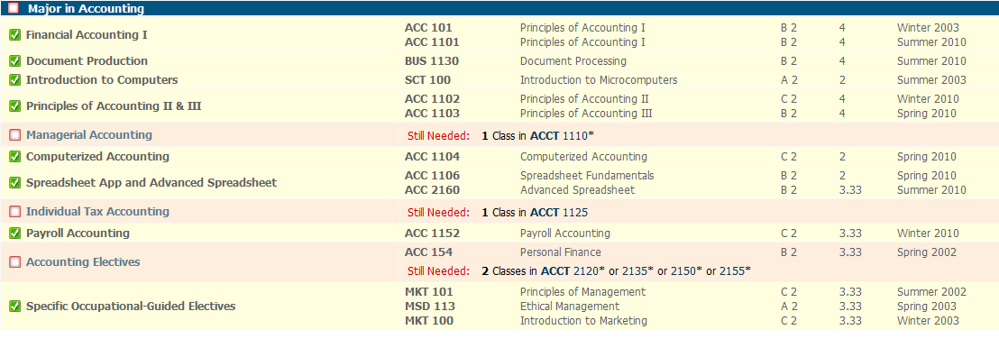 Major in Accounting
Financial Accounting I ACC 101 Principles of Accounting I B 2 4 Winter 2003
ACC 1101 Principles of Accounting I B 2 4 Summer 2010
Document Production BUS 1130 Document Processing B 2 4 Summer 2010
Introduction to Computers SCT 100 Introduction to Microcomputers A 2 2 Summer 2003
Principles of Accounting II & III ACC 1102 Principles of Accounting II C 2 4 Winter 2010
ACC 1103 Principles of Accounting III B 2 4 Spring 2010
Managerial Accounting Still Needed: 1 Class in ACCT 1110*
Computerized Accounting ACC 1104 Computerized Accounting C 2 2 Spring 2010
Spreadsheet App and Advanced Spreadsheet ACC 1106 Spreadsheet Fundamentals B 2 2 Spring 2010
ACC 2160 Advanced Spreadsheet B 2 3.33 Summer 2010
Individual Tax Accounting Still Needed: 1 Class in ACCT 1125
Payroll Accounting ACC 1152 Payroll Accounting C 2 3.33 Winter 2010
Accounting Electives ACC 154 Personal Finance B 2 3.33 Spring 2002
Still Needed: 2 Classes in ACCT 2120* or 2135* or 2150* or 2155*
Specific Occupational-Guided Electives MKT 101 Principles of Management C 2 3.33 Summer 2002
MSD 113 Ethical Management A 2 3.33 Spring 2003
MKT 100 Introduction to Marketing C 2 3.33 Winter 2003